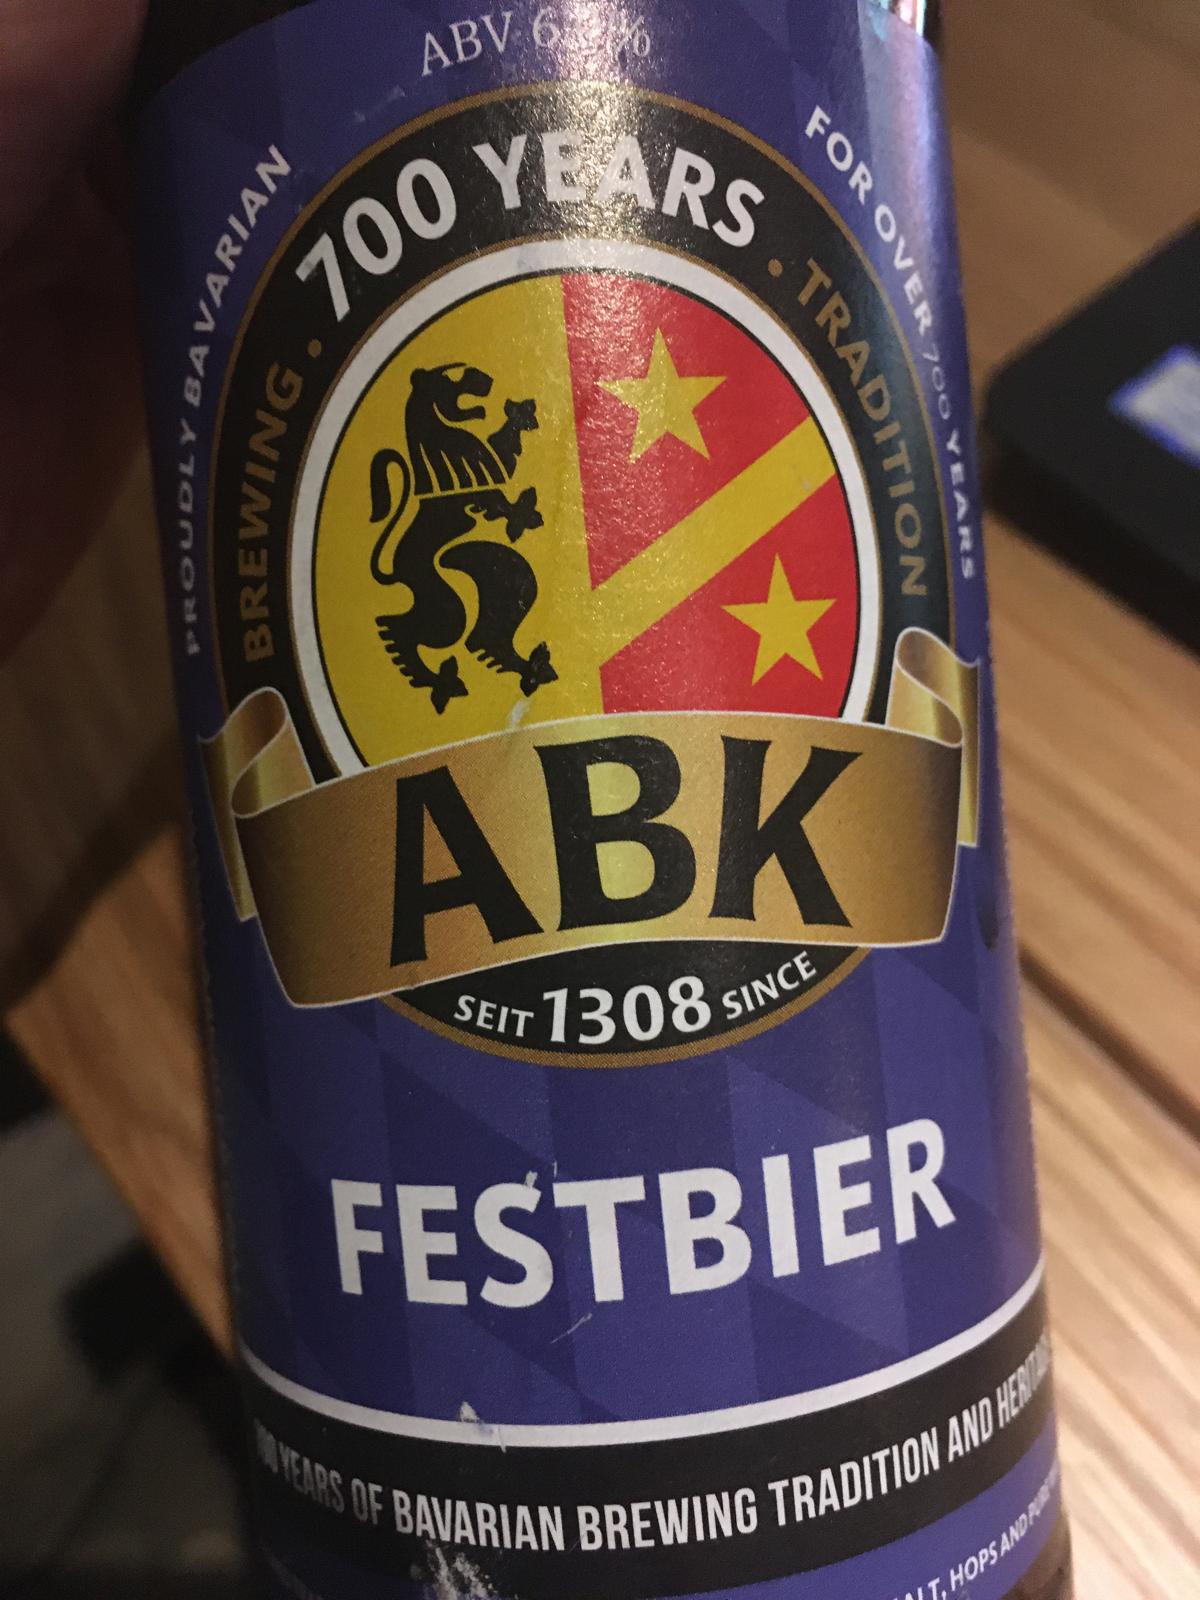 ABV
PROUDLY BAVARIAN
FOR OVER 700 YEARS
BREWING · 700 YEARS · TRADITION
ABK
SEIT 1308 SINCE
FESTBIER
YEARS OF BAVARIAN BREWING TRADITION AND
HOPS AND